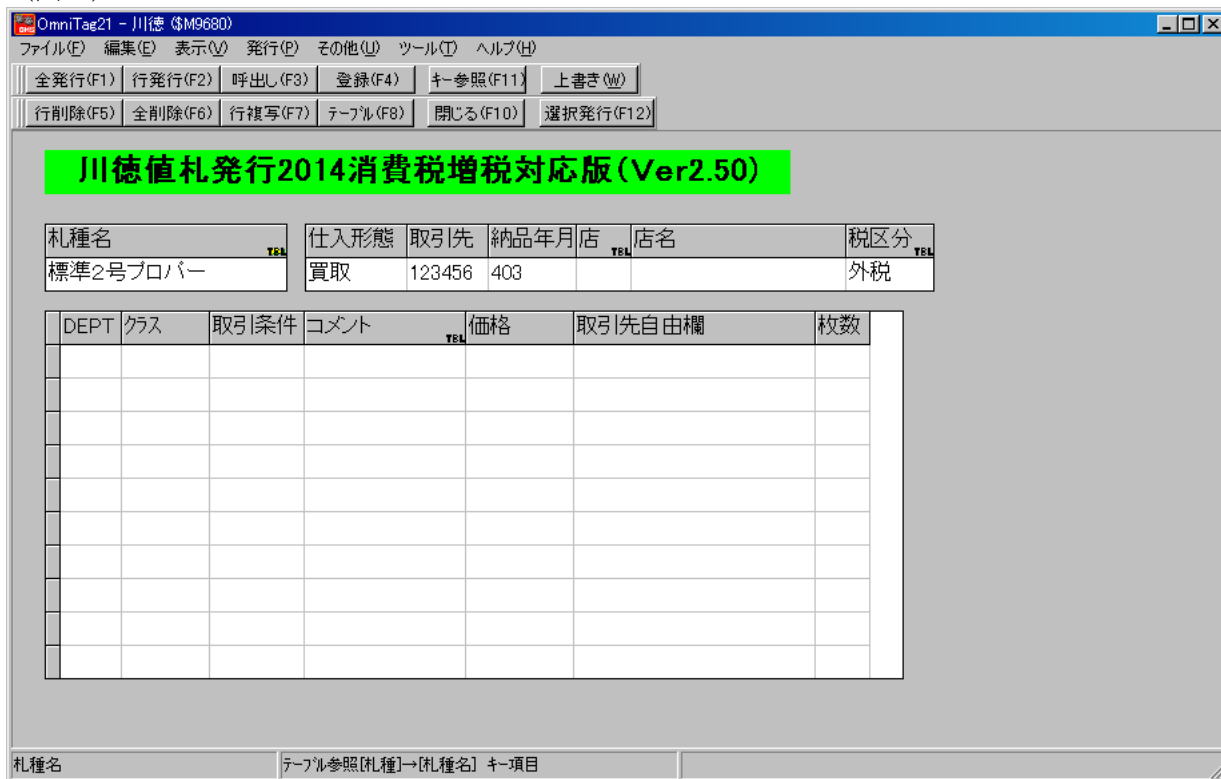 OmniTag21 - 川徳 ($M9680)
ファイル(F) 編集(E) 表示(V) 発行(P) その他(U) ツール(T) ヘルプ(H)
全発行(F1) 行発行(F2) 呼出し(F3) 登録(F4) キー参照(F11) 上書き(W)
行削除(F5) 全削除(F6) 行複写(F7) テーブル(F8) 閉じる(F10) 選択発行(F12)
川徳値札発行2014消費税増税対応版(Ver2.50)
札種名 TBL 仕入形態 取引先 納品年月 店 TBL 店名 税区分 TBL
標準2号プロパー 買取 123456 403 外税
DEPT クラス 取引条件 コメント TBL 価格 取引先自由欄 枚数
札種名 テーブル参照[札種]→[札種名] キー項目